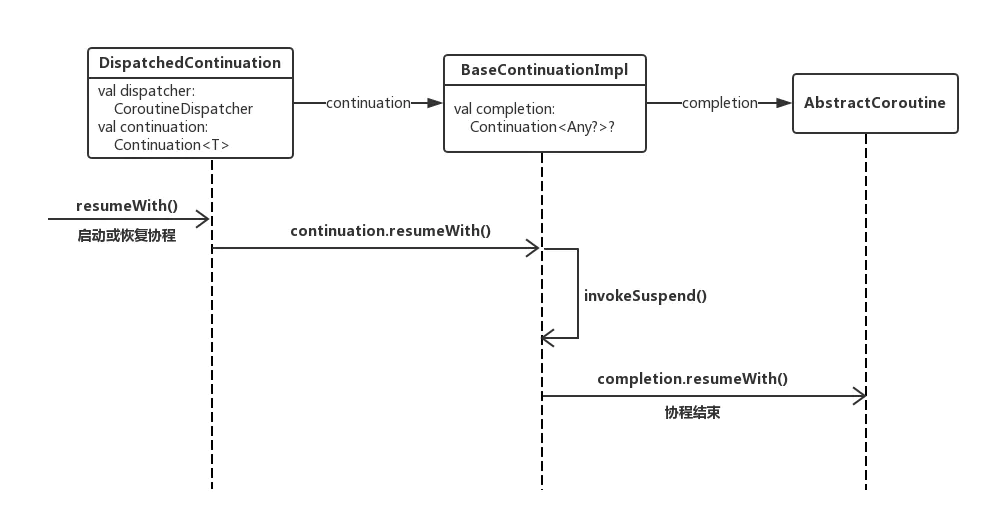 DispatchedContinuation
val dispatcher:
CoroutineDispatcher
val continuation:
Continuation<T>
continuation
BaseContinuationImpl
val completion:
Continuation<Any?>?
completion
AbstractCoroutine
resumeWith()
启动或恢复协程
continuation.resumeWith()
invokeSuspend()
completion.resumeWith()
协程结束